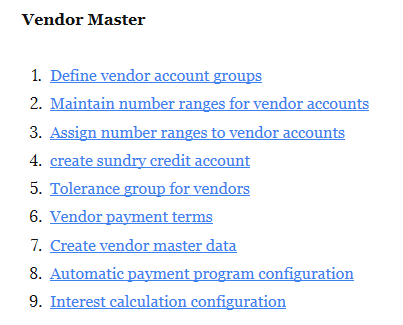 Vendor Master
1. Define vendor account groups
2. Maintain number ranges for vendor accounts
3. Assign number ranges to vendor accounts
4. create sundry credit account
5. Tolerance group for vendors
6. Vendor payment terms
7. Create vendor master data
8. Automatic payment program configuration
9. Interest calculation configuration